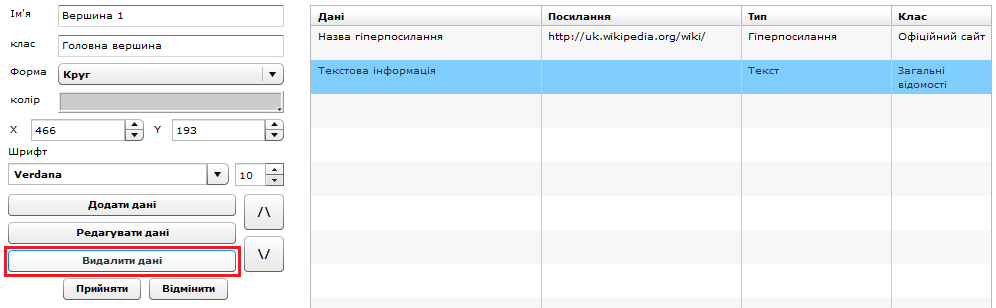 Ім'я
Вершина 1
клас
Головна вершина
Форма
Круг
колір
X
466
Y
193
Шрифт
Verdana
10
Додати дані
/\
Редагувати дані
\/
Видалити дані
Прийняти
Відмінити
Дані Посилання Тип Клас
Назва гіперпосилання http://uk.wikipedia.org/wiki/ Гіперпосилання Офіційний сайт
Текстова інформація Текст Загальні
відомості